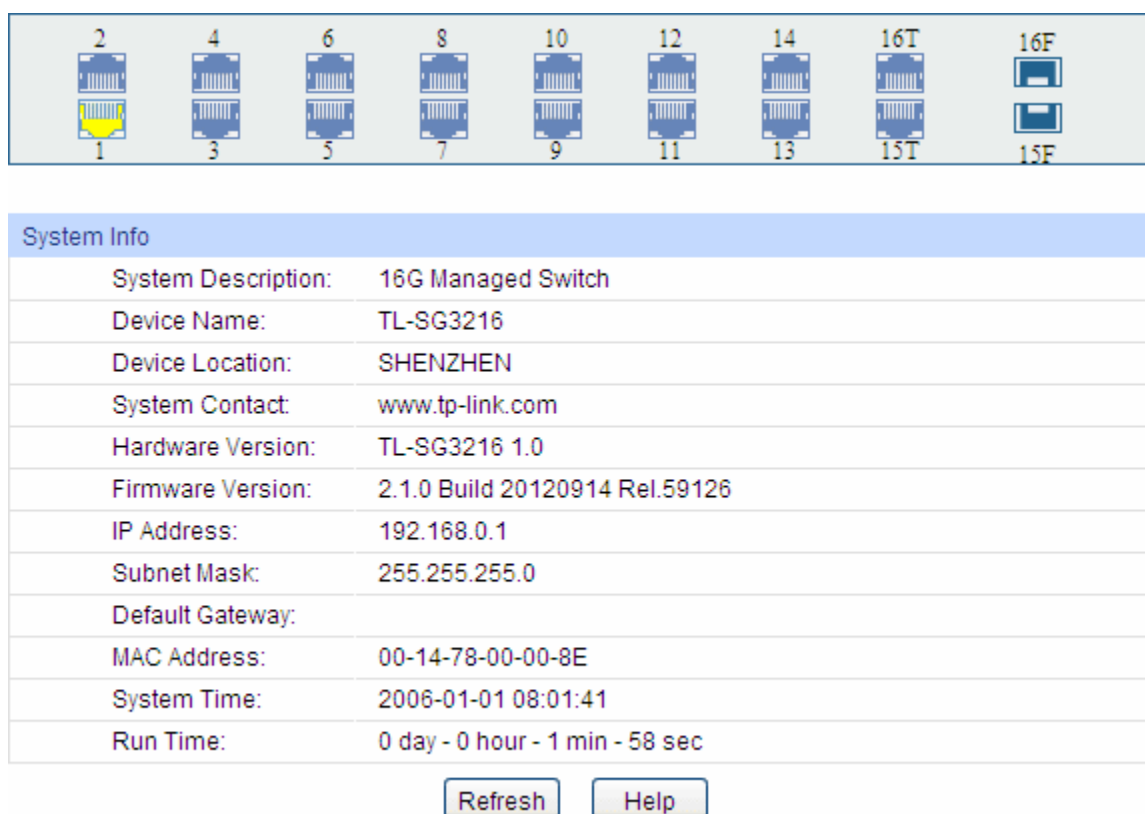 2 4 6 8 10 12 14 16T 16F
1 3 5 7 9 11 13 15T 15F
System Info
System Description: 16G Managed Switch
Device Name: TL-SG3216
Device Location: SHENZHEN
System Contact: www.tp-link.com
Hardware Version: TL-SG3216 1.0
Firmware Version: 2.1.0 Build 20120914 Rel.59126
IP Address: 192.168.0.1
Subnet Mask: 255.255.255.0
Default Gateway:
MAC Address: 00-14-78-00-00-8E
System Time: 2006-01-01 08:01:41
Run Time: 0 day - 0 hour - 1 min - 58 sec
Refresh Help